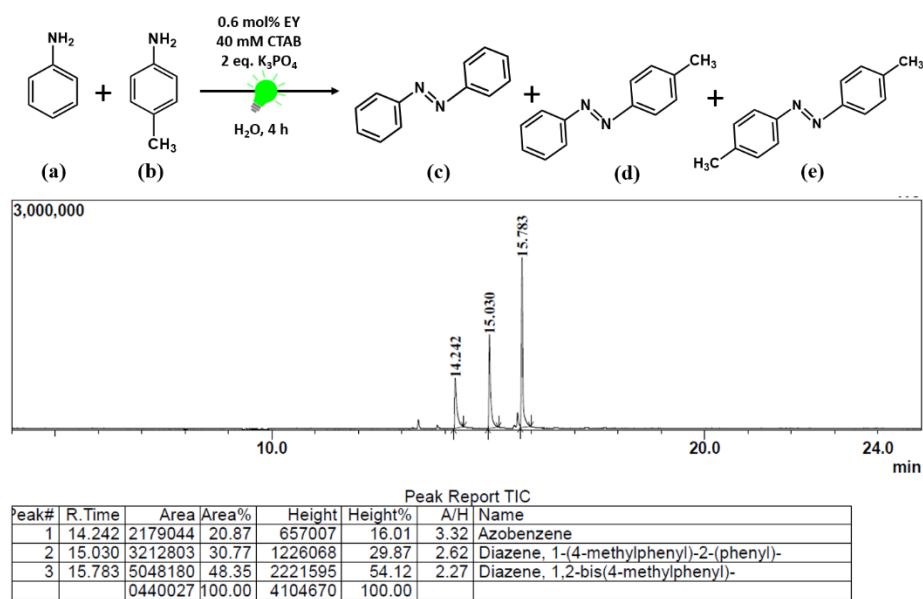 NH₂
NH₂
CH₃
+
0.6 mol% EY
40 mM CTAB
2 eq. K₃PO₄
H₂O, 4 h
N
N
+
N
N
CH₃
+
N
N
CH₃
H₃C
(a) (b) (c) (d) (e)
3,000,000
14.242
15.030
15.783
10.0 20.0 24.0
min
Peak Report TIC
Peak# R.Time Area Area% Height Height% A/H Name
1 14.242 2179044 20.87 657007 16.01 3.32 Azobenzene
2 15.030 3212803 30.77 1226068 29.87 2.62 Diazene, 1-(4-methylphenyl)-2-(phenyl)-
3 15.783 5048180 48.35 2221595 54.12 2.27 Diazene, 1,2-bis(4-methylphenyl)-
0440027 100.00 4104670 100.00